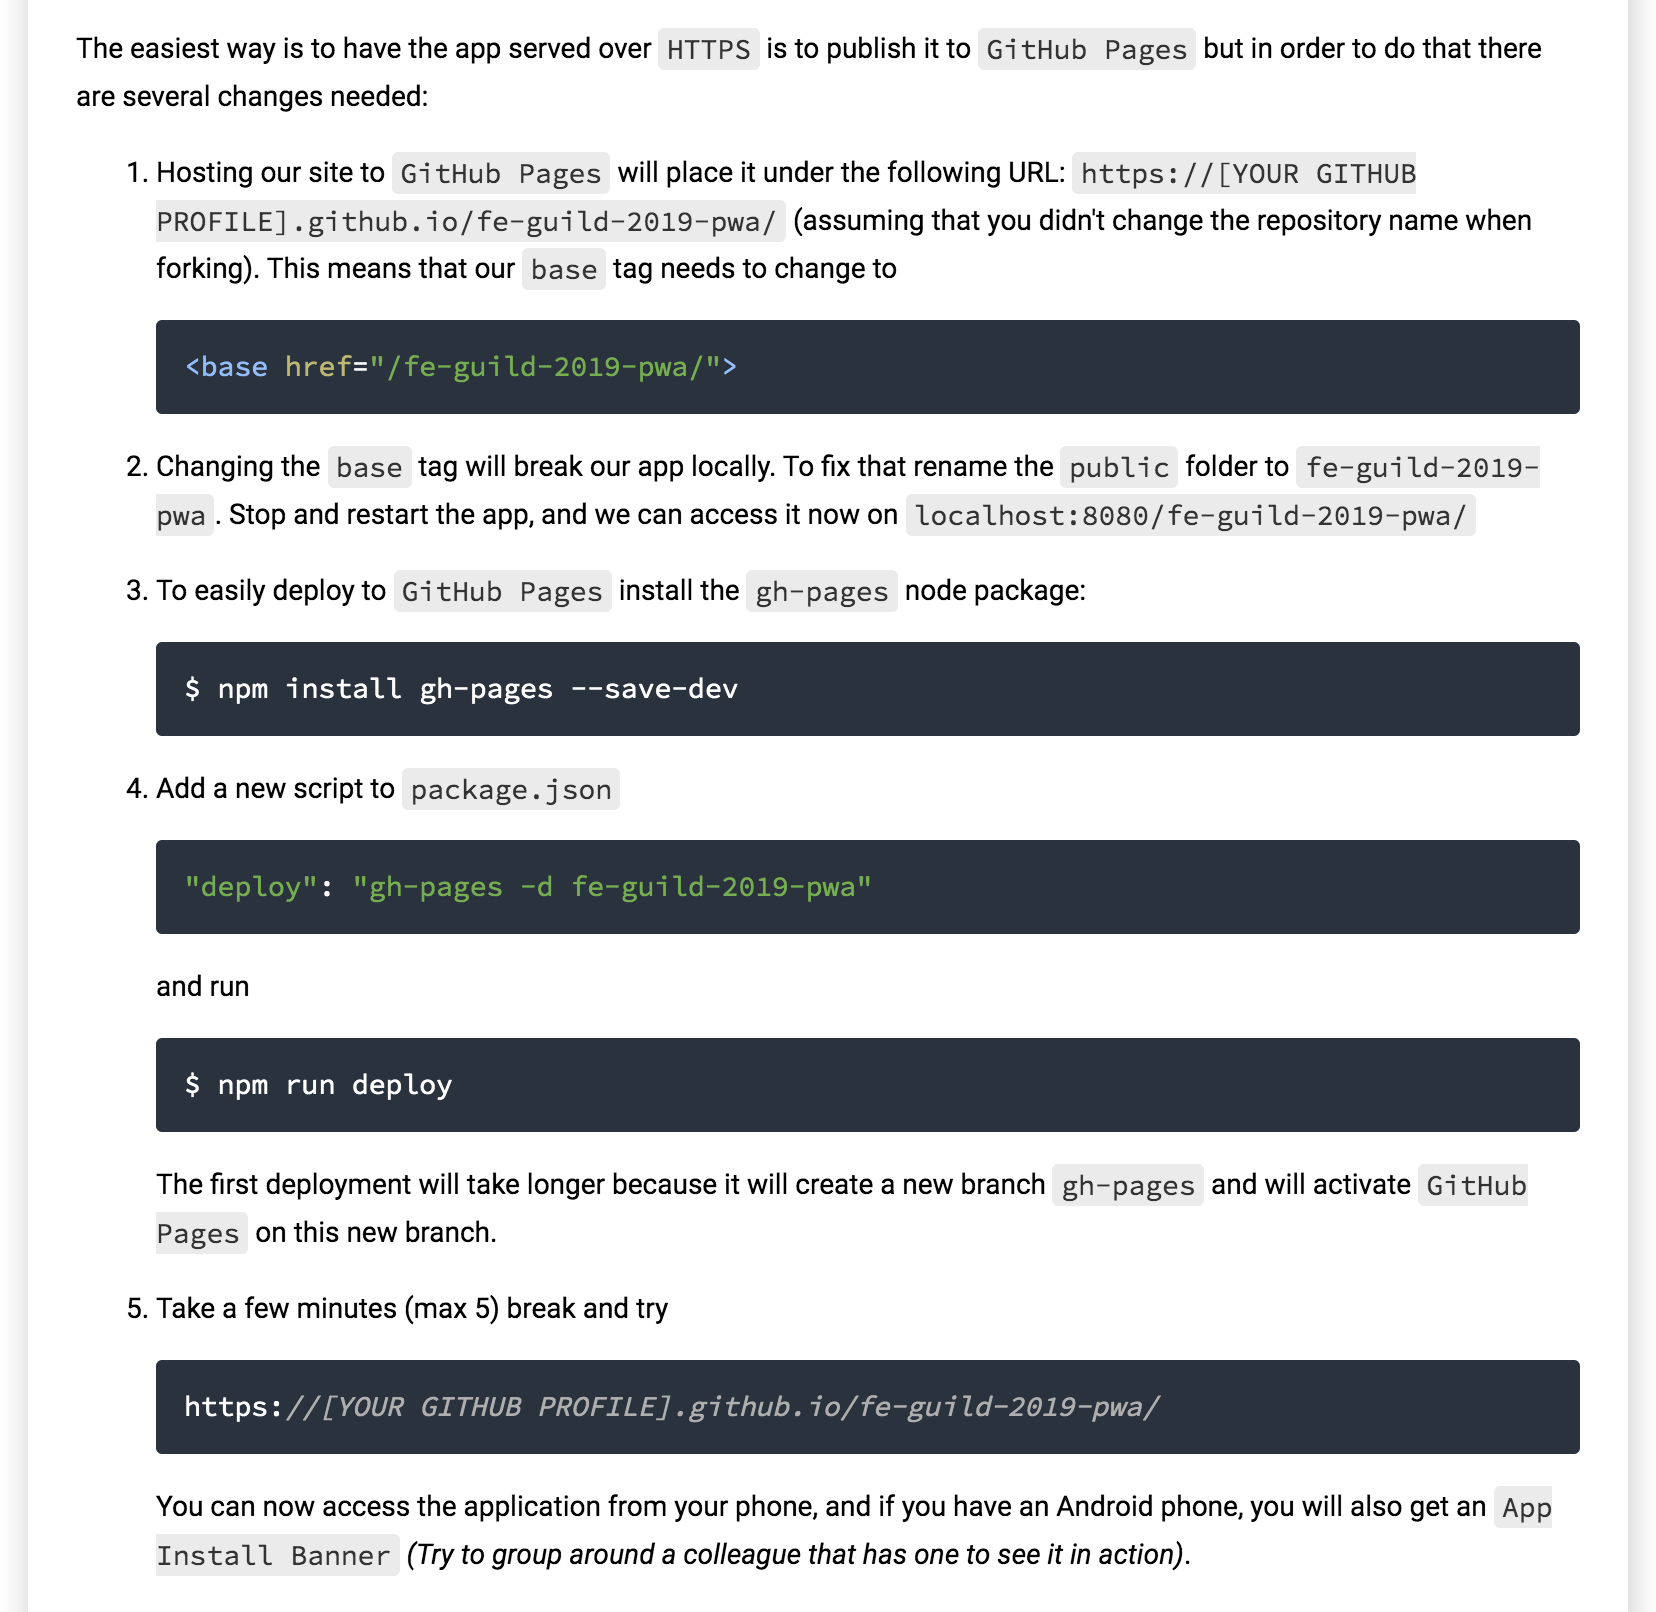 The easiest way is to have the app served over HTTPS is to publish it to GitHub Pages but in order to do that there
are several changes needed:
1. Hosting our site to GitHub Pages will place it under the following URL: https://[YOUR GITHUB
PROFILE].github.io/fe-guild-2019-pwa/ (assuming that you didn't change the repository name when
forking). This means that our base tag needs to change to
<base href="/fe-guild-2019-pwa/">
2. Changing the base tag will break our app locally. To fix that rename the public folder to fe-guild-2019-
pwa . Stop and restart the app, and we can access it now on localhost:8080/fe-guild-2019-pwa/
3. To easily deploy to GitHub Pages install the gh-pages node package:
$ npm install gh-pages --save-dev
4. Add a new script to package.json
"deploy": "gh-pages -d fe-guild-2019-pwa"
and run
$ npm run deploy
The first deployment will take longer because it will create a new branch gh-pages and will activate GitHub
Pages on this new branch.
5. Take a few minutes (max 5) break and try
https://[YOUR GITHUB PROFILE].github.io/fe-guild-2019-pwa/
You can now access the application from your phone, and if you have an Android phone, you will also get an App
Install Banner (Try to group around a colleague that has one to see it in action).